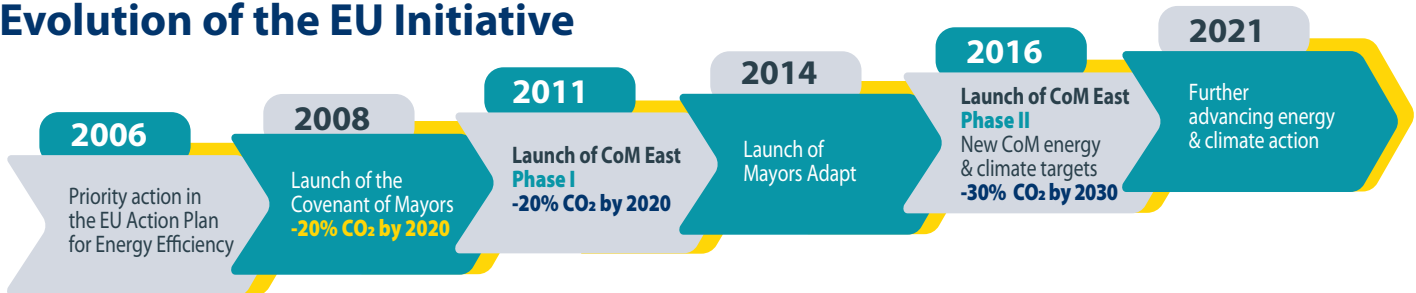 Evolution of the EU Initiative
2006
Priority action in
the EU Action Plan
for Energy Efficiency
2008
Launch of the
Covenant of Mayors
-20% CO₂ by 2020
2011
Launch of CoM East
Phase I
-20% CO₂ by 2020
2014
Launch of
Mayors Adapt
2016
Launch of CoM East
Phase II
New CoM energy
& climate targets
-30% CO₂ by 2030
2021
Further
advancing energy
& climate action